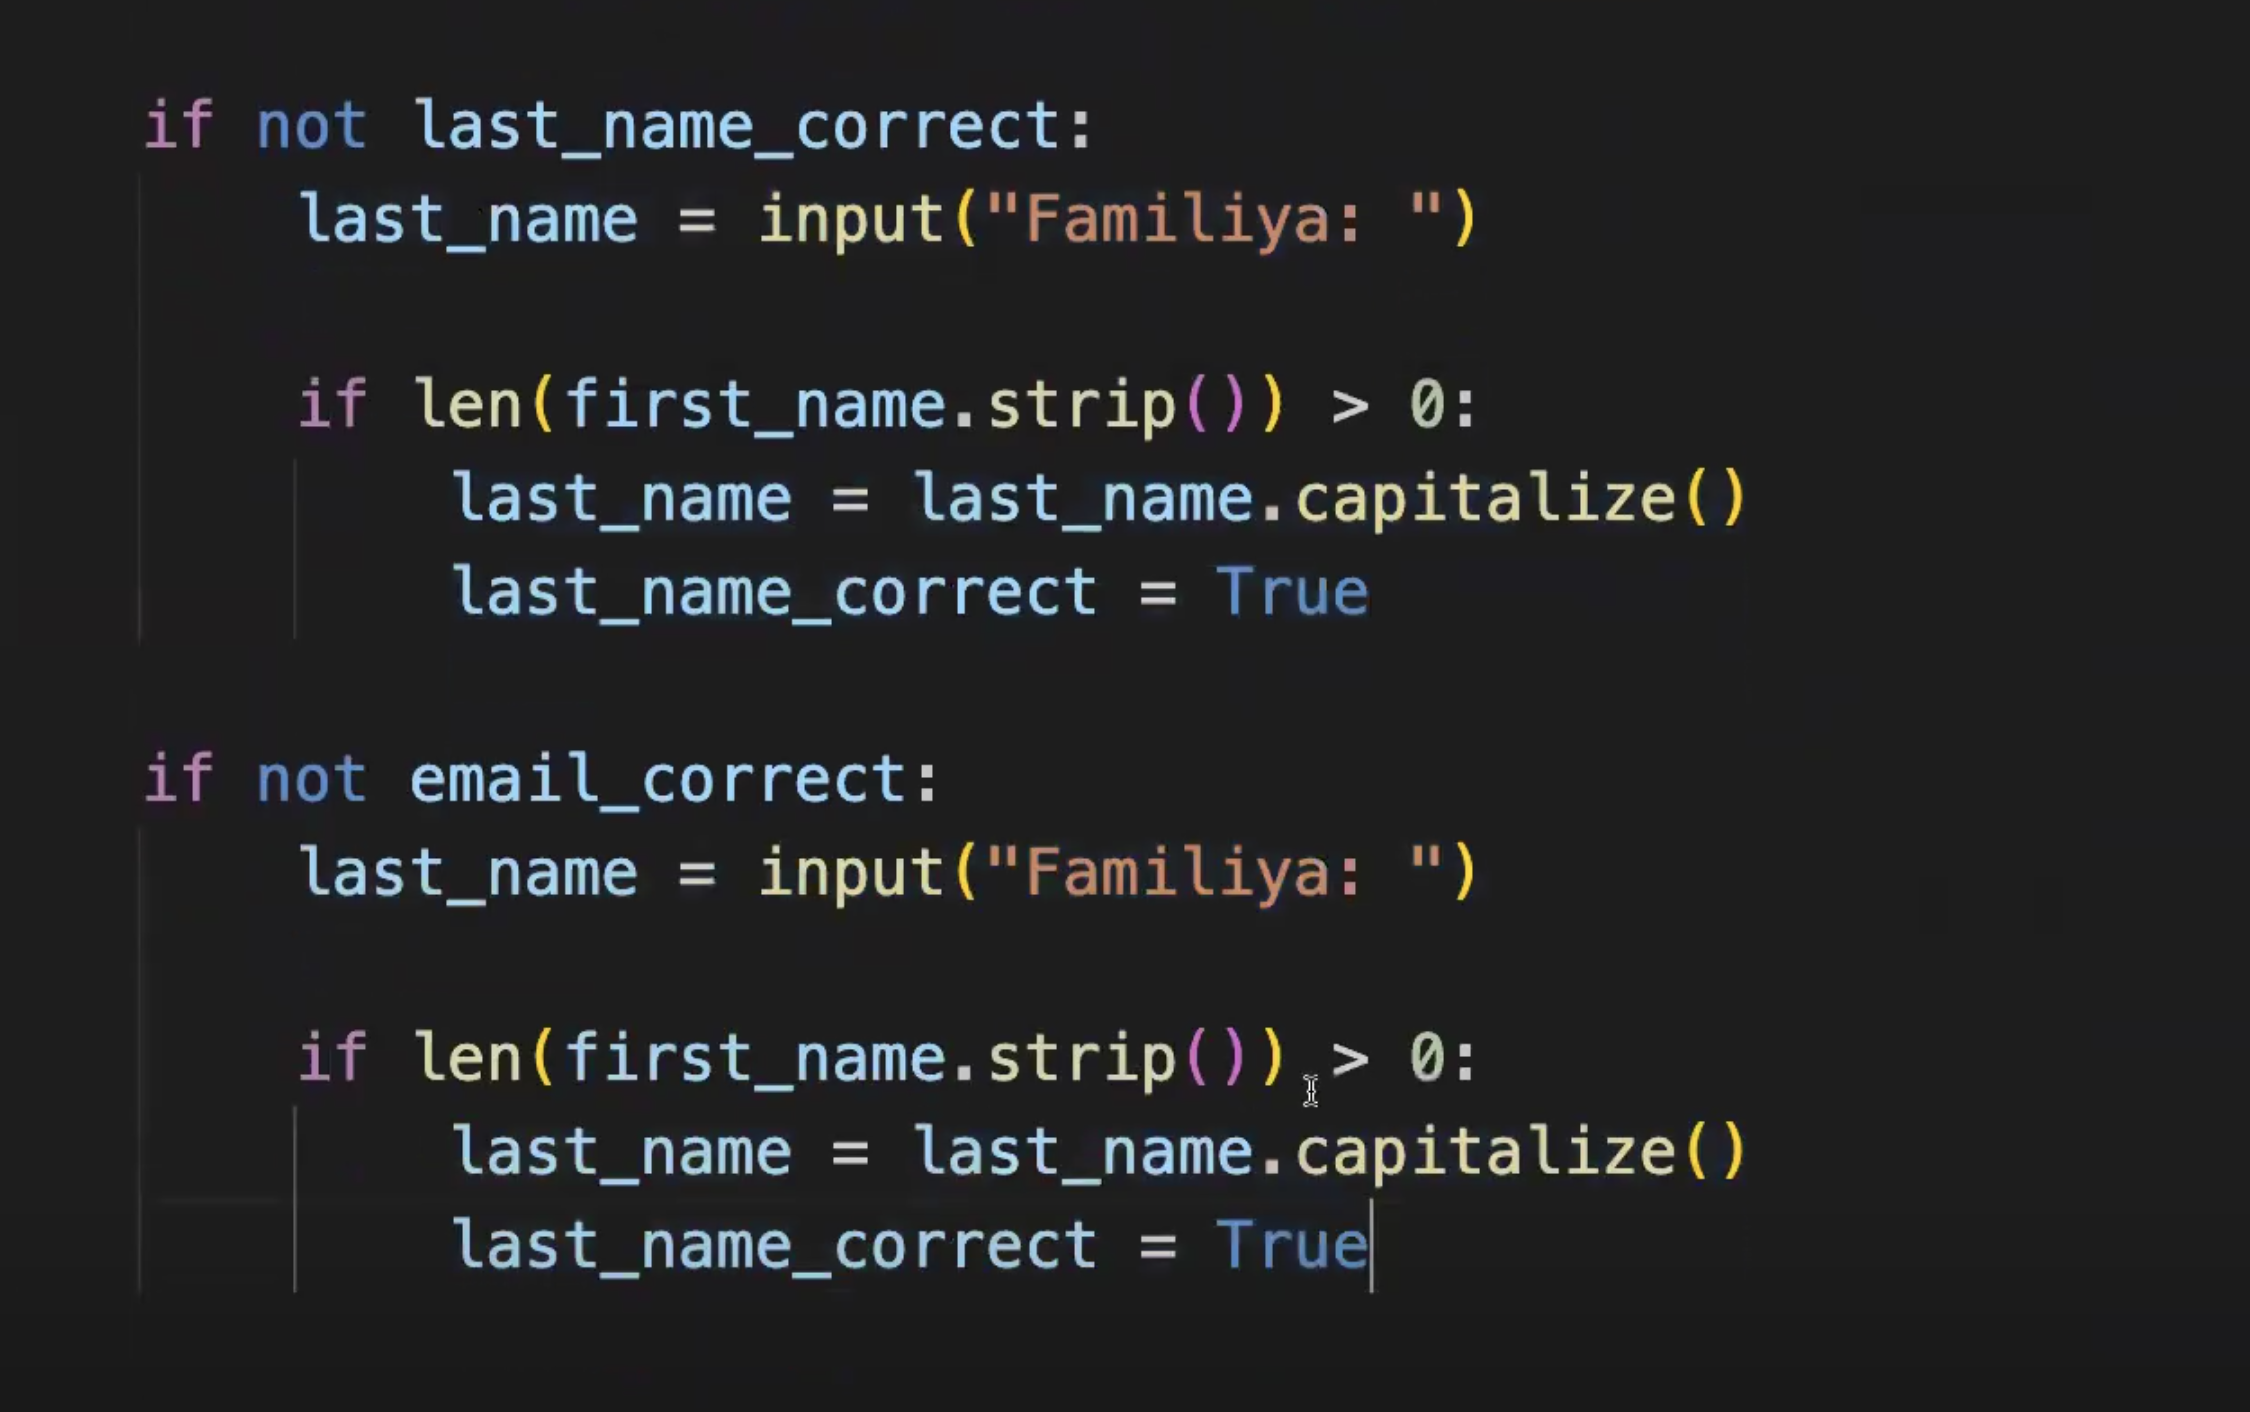 if not last_name_correct:
    last_name = input("Familiya: ")
    if len(first_name.strip()) > 0:
        last_name = last_name.capitalize()
        last_name_correct = True
if not email_correct:
    last_name = input("Familiya: ")
    if len(first_name.strip()) > 0:
        last_name = last_name.capitalize()
        last_name_correct = True